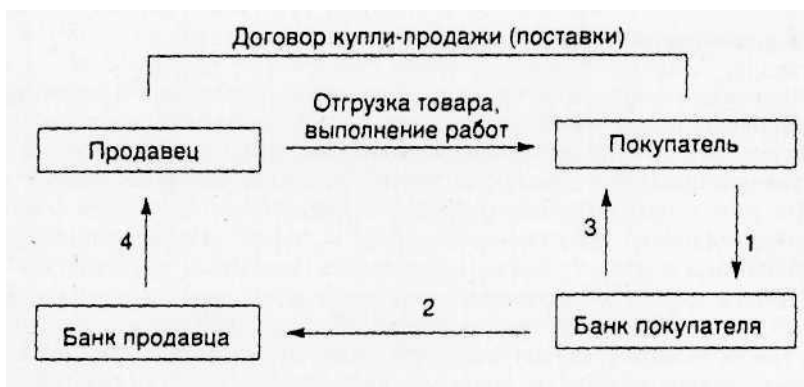 Договор купли-продажи (поставки)
Отгрузка товара,
выполнение работ
Продавец
Покупатель
4
3
1
2
Банк продавца
Банк покупателя